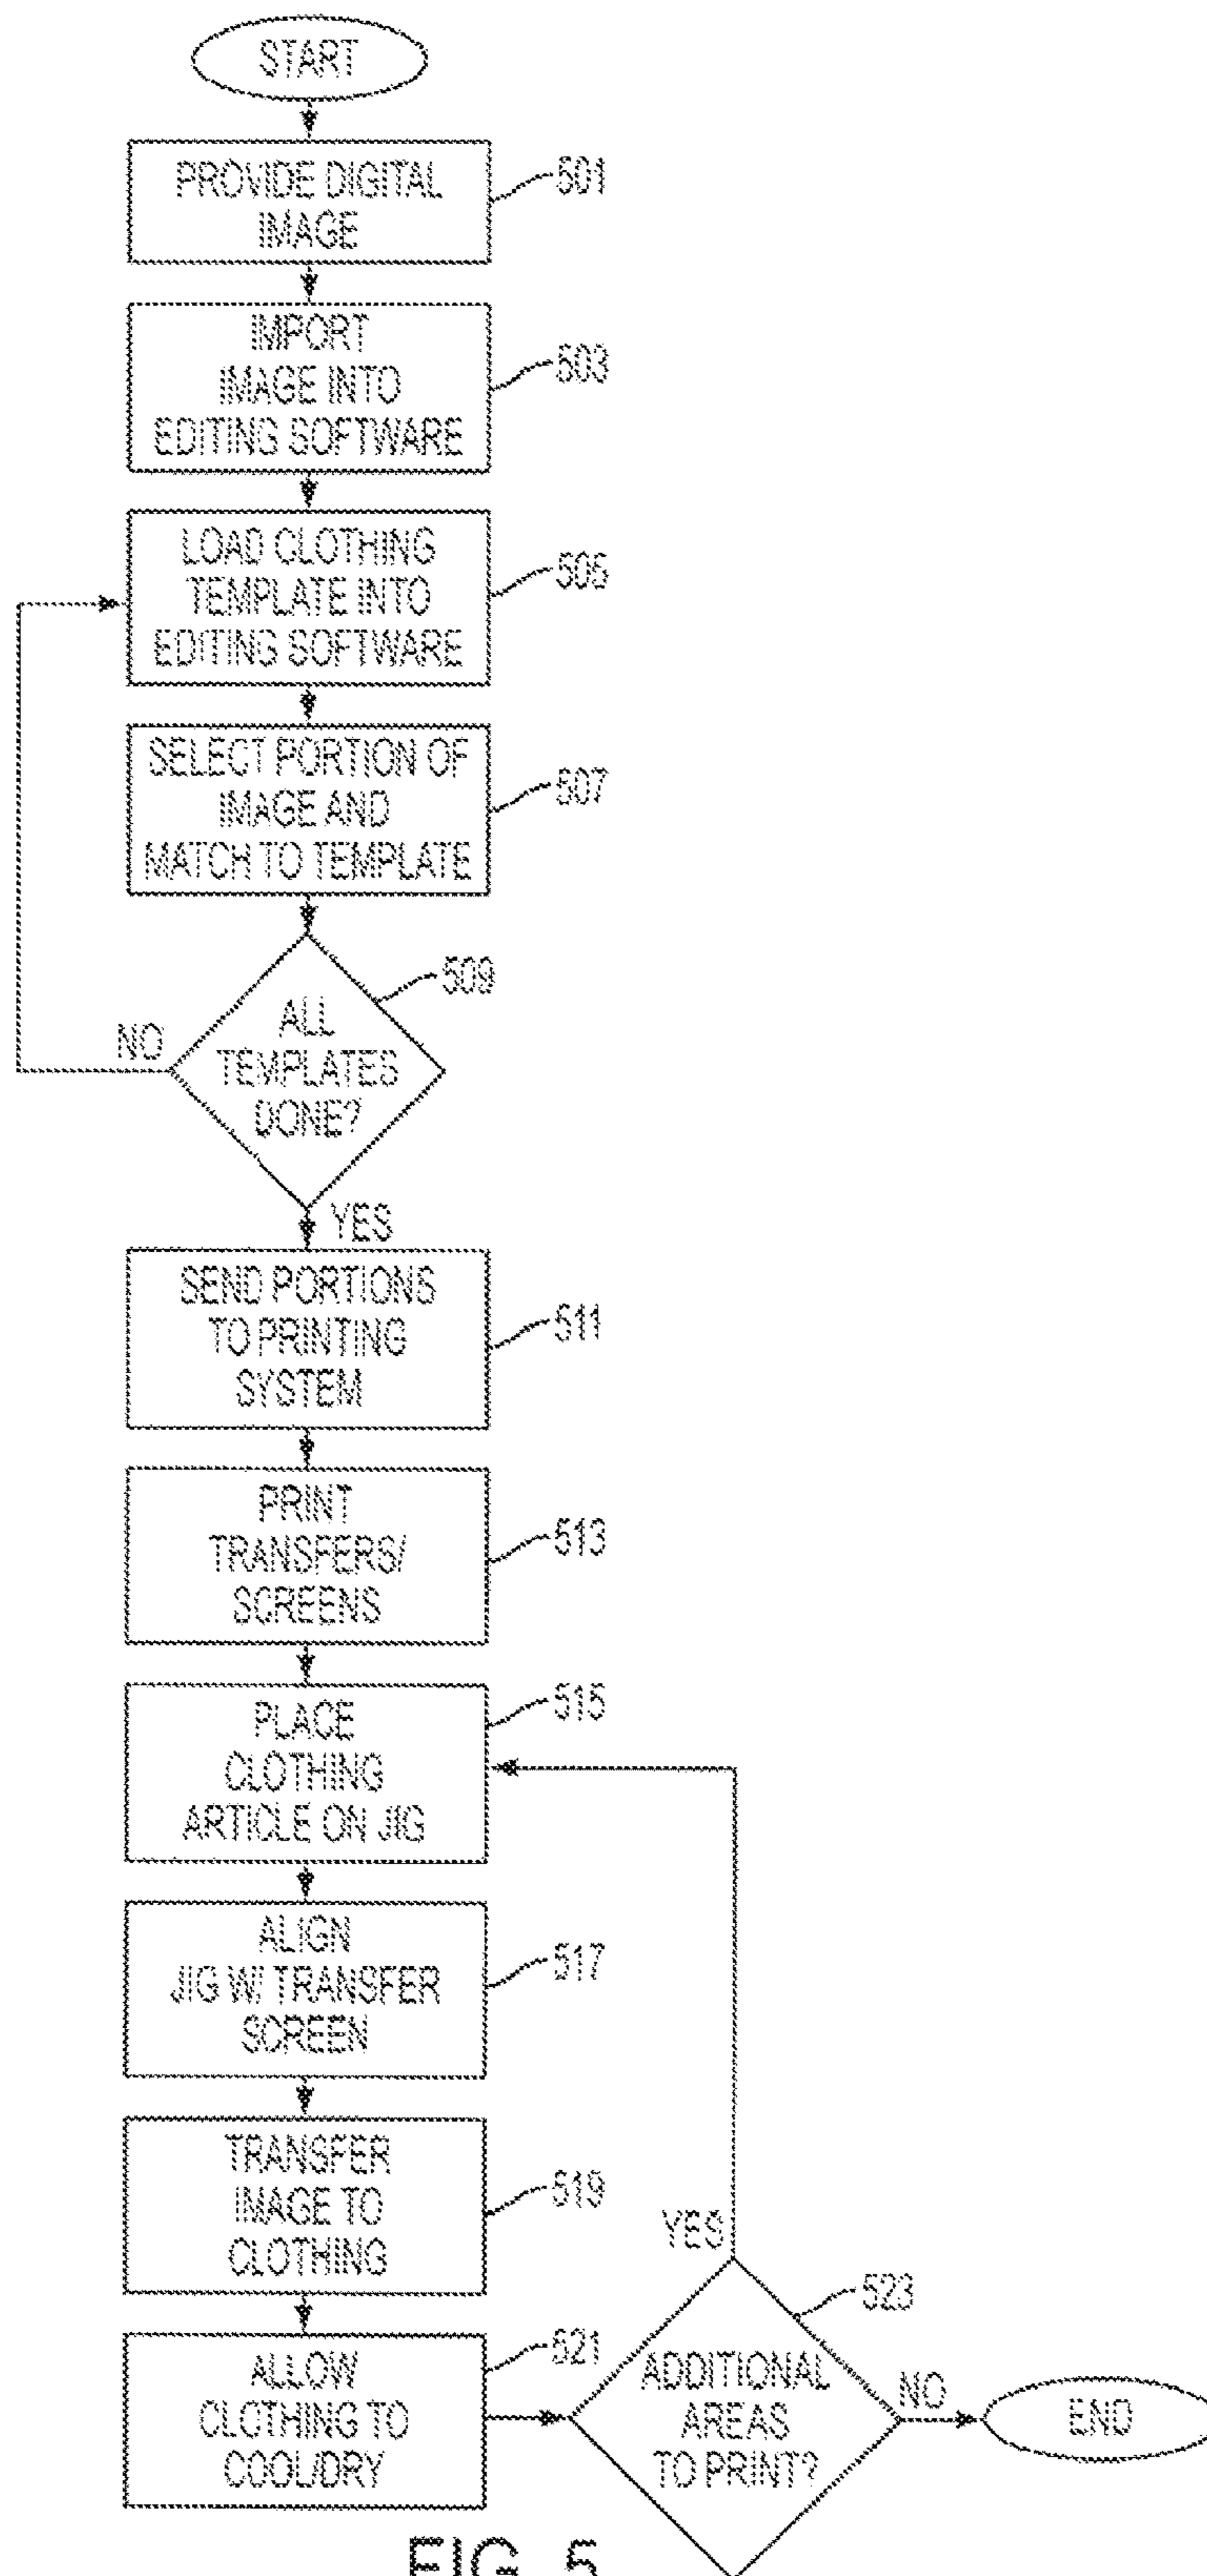 START
PROVIDE DIGITAL
IMAGE
501
IMPORT
IMAGE INTO
EDITING SOFTWARE
503
LOAD CLOTHING
TEMPLATE INTO
EDITING SOFTWARE
505
SELECT PORTION OF
IMAGE AND
MATCH TO TEMPLATE
507
509
ALL
TEMPLATES
DONE?
NO
YES
SEND PORTIONS
TO PRINTING
SYSTEM
511
PRINT
TRANSFERS/
SCREENS
513
PLACE
CLOTHING
ARTICLE ON JIG
515
ALIGN
JIG W/ TRANSFER
SCREEN
517
TRANSFER
IMAGE TO
CLOTHING
519
ALLOW
CLOTHING TO
COOL/DRY
521
YES
523
ADDITIONAL
AREAS
TO PRINT?
NO
END
FIG. 5